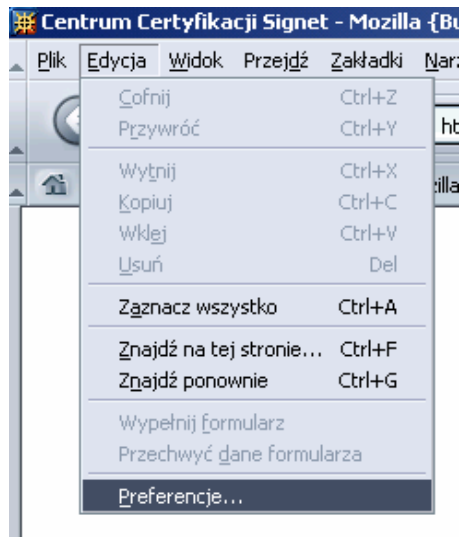 Centrum Certyfikacji Signet - Mozilla {Bu
Plik Edycja Widok Przejdź Zakładki Narz
ht
zilla
Cofnij Ctrl+Z
Przywróć Ctrl+Y
Wytnij Ctrl+X
Kopiuj Ctrl+C
Wklej Ctrl+V
Usuń Del
Zaznacz wszystko Ctrl+A
Znajdź na tej stronie... Ctrl+F
Znajdź ponownie Ctrl+G
Wypełnij formularz
Przechwyć dane formularza
Preferencje...